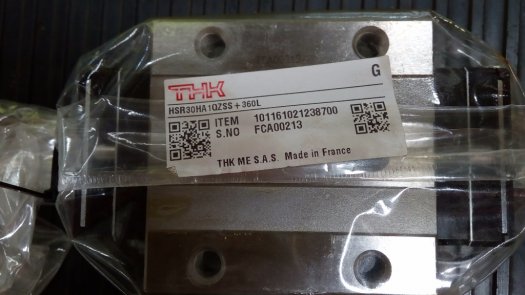 THK
G
HSR30HA1QZSS+360L
ITEM 101161021238700
S.NO FCA00213
THK ME S.A.S. Made in France